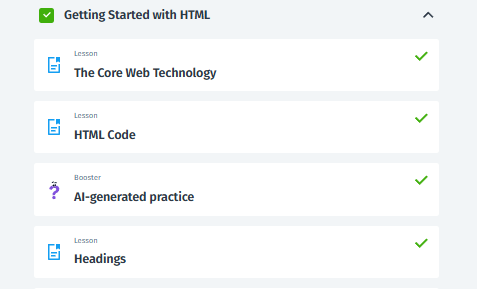 Getting Started with HTML
Lesson
The Core Web Technology
Lesson
HTML Code
Booster
AI-generated practice
Lesson
Headings